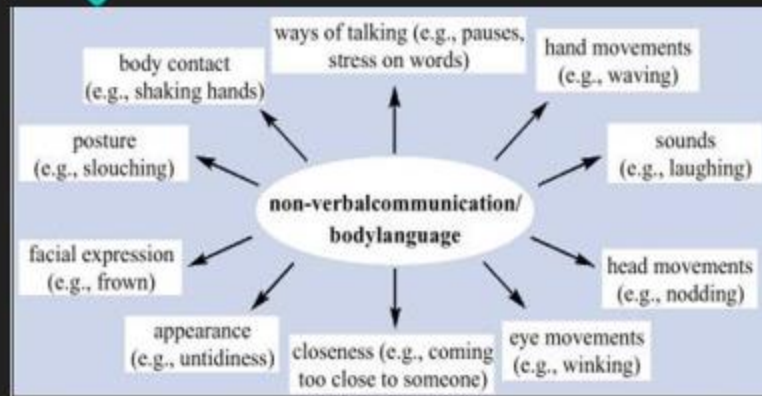 ways of talking (e.g., pauses,
stress on words)
hand movements
(e.g., waving)
body contact
(e.g., shaking hands)
posture
(e.g., slouching)
sounds
(e.g., laughing)
non-verbalcommunication/
bodylanguage
facial expression
(e.g., frown)
head movements
(e.g., nodding)
appearance
(e.g., untidiness)
closeness (e.g., coming
too close to someone)
eye movements
(e.g., winking)